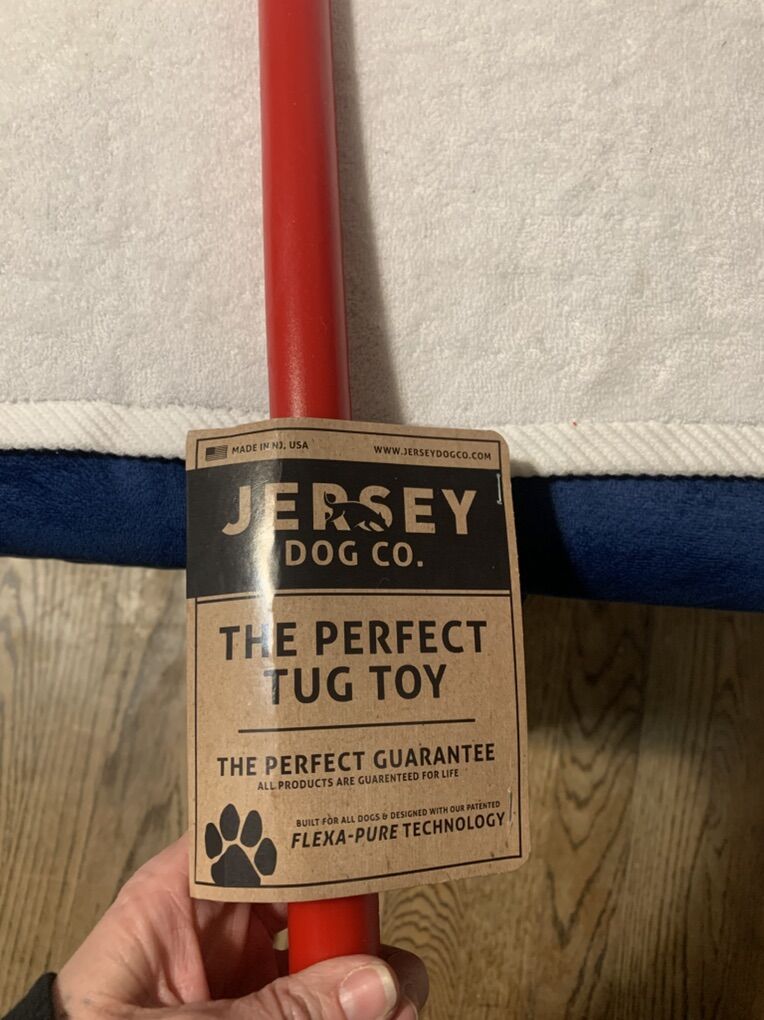 MADE IN NJ, USA
WWW.JERSEYDOGCO.COM
JERSEY
DOG CO.
THE PERFECT
TUG TOY
THE PERFECT GUARANTEE
ALL PRODUCTS ARE GUARENTEED FOR LIFE
BUILT FOR ALL DOGS & DESIGNED WITH OUR PATENTED
FLEXA-PURE TECHNOLOGY